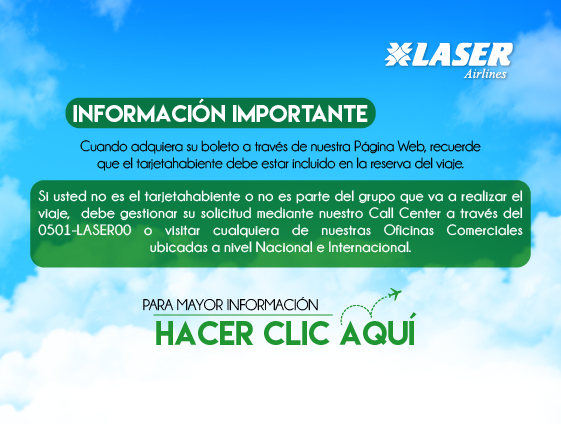 LASER
Airlines
INFORMACIÓN IMPORTANTE
Cuando adquiera su boleto a través de nuestra Página Web, recuerde
que el tarjetahabiente debe estar incluido en la reserva del viaje.
Si usted no es el tarjetahabiente o no es parte del grupo que va a realizar el
viaje, debe gestionar su solicitud mediante nuestro Call Center a través del
0501-LASER00 o visitar cualquiera de nuestras Oficinas Comerciales
ubicadas a nivel Nacional e Internacional.
PARA MAYOR INFORMACIÓN
HACER CLIC AQUÍ